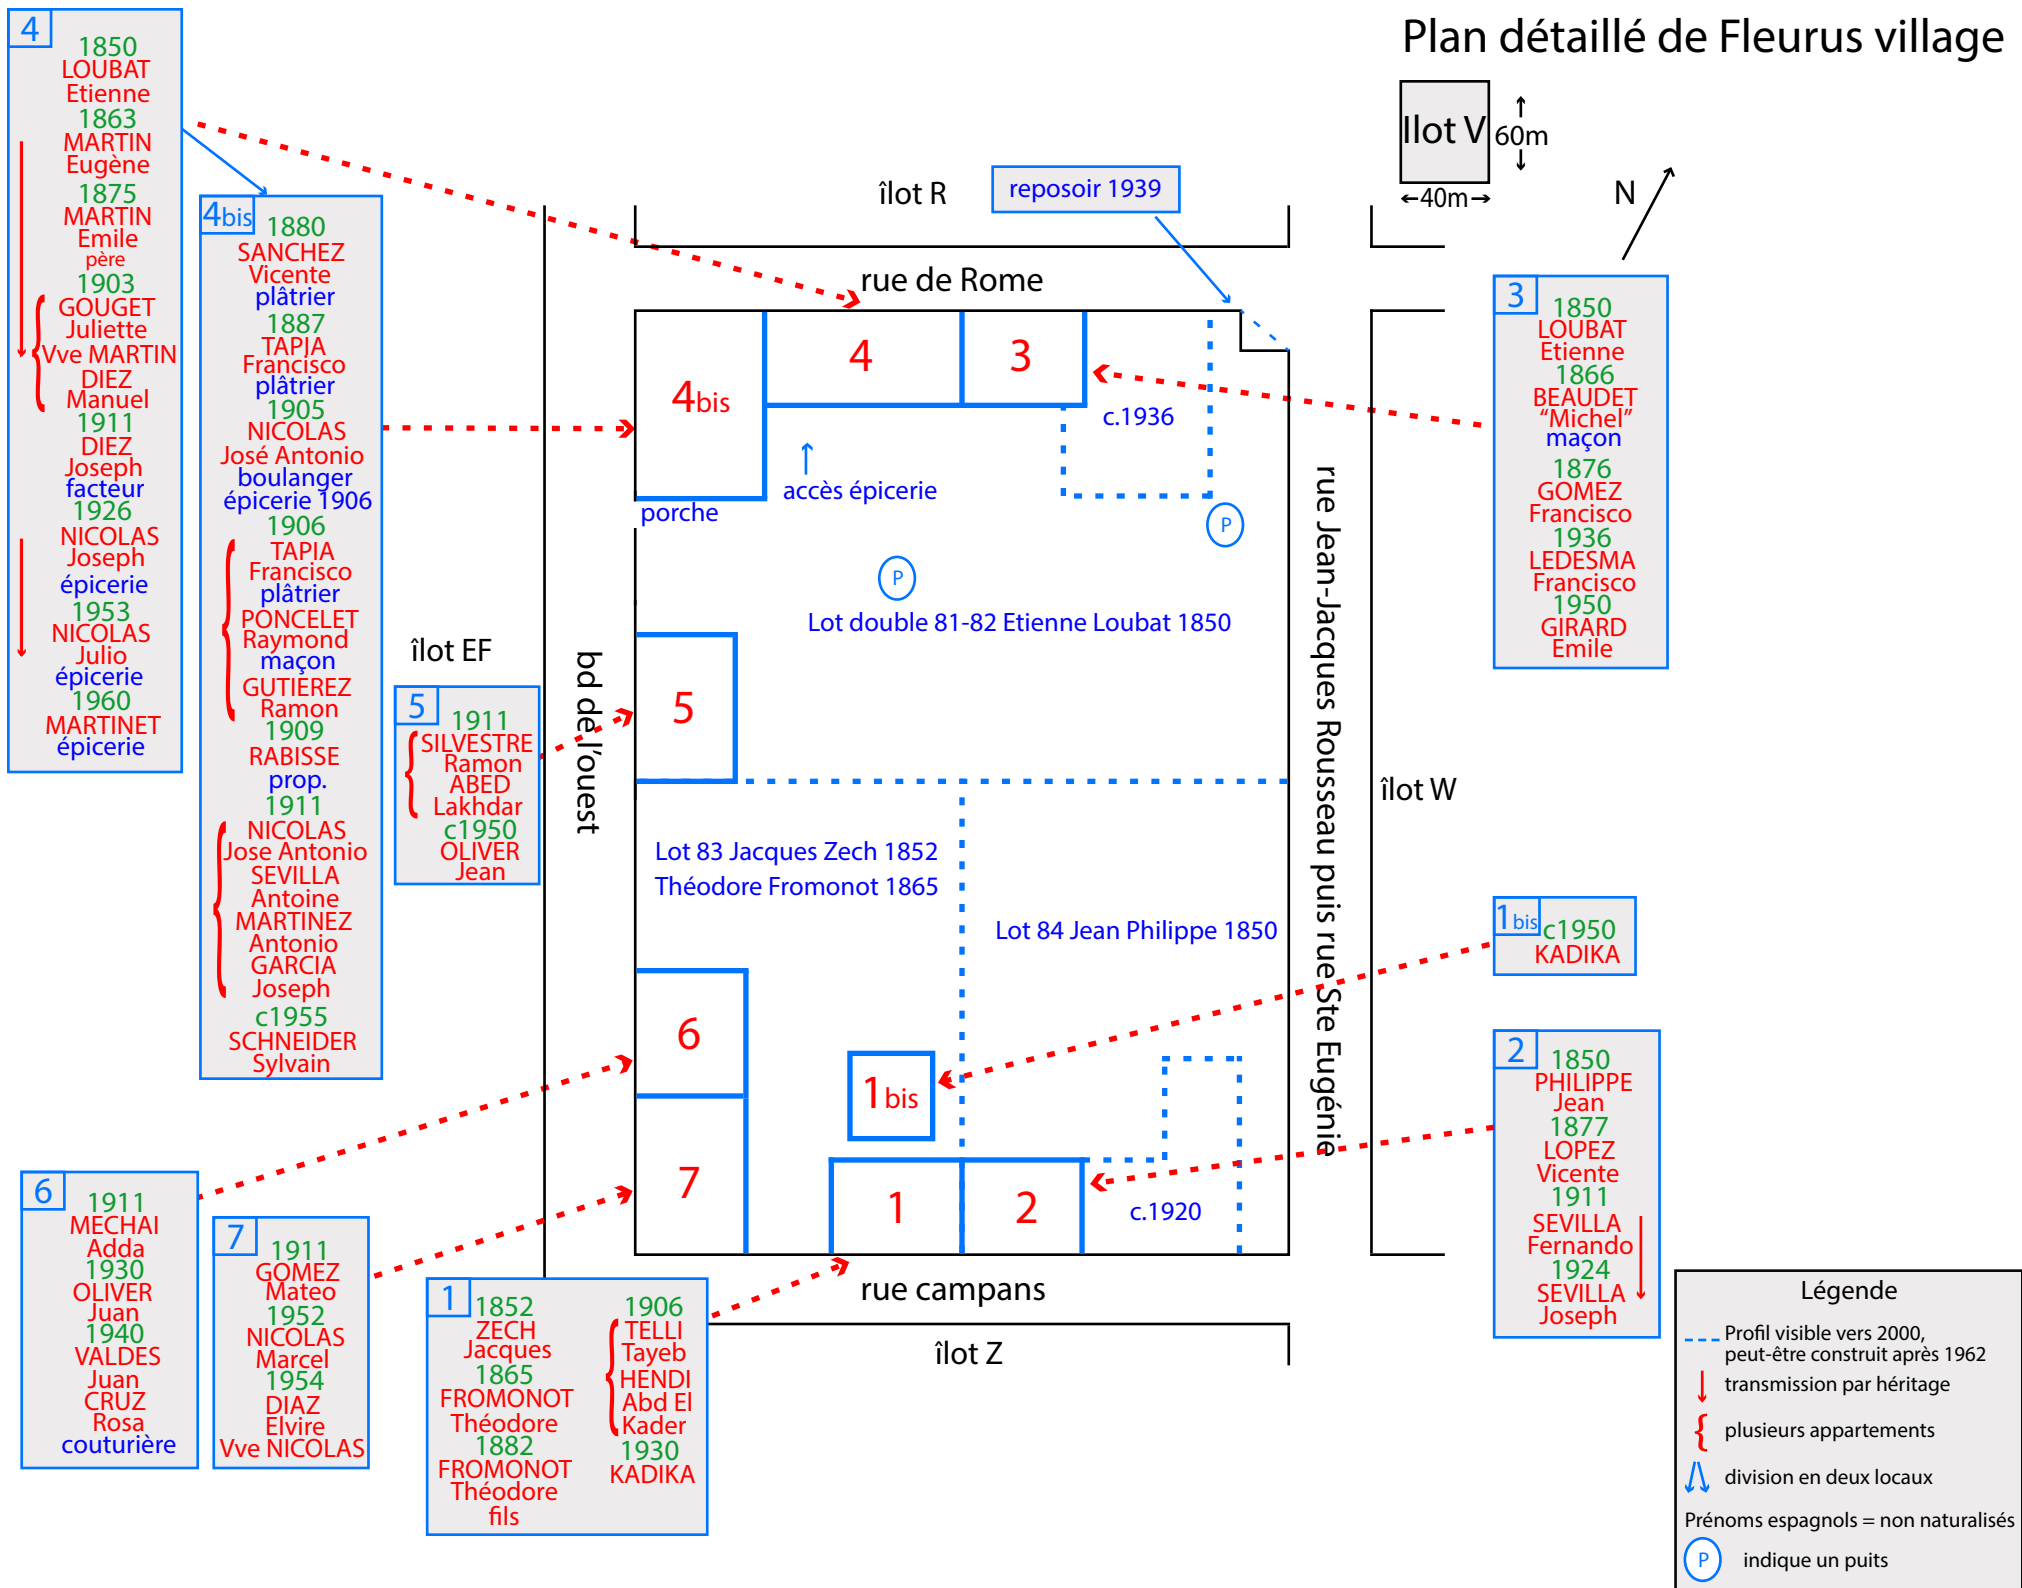 Plan détaillé de Fleurus village
Ilot V
60m
40m
N
4
1850
LOUBAT
Etienne
1863
MARTIN
Eugène
1875
MARTIN
Emile
père
1903
GOUGET
Juliette
Vve MARTIN
DIEZ
Manuel
1911
DIEZ
Joseph
facteur
1926
NICOLAS
Joseph
épicerie
1953
NICOLAS
Julio
épicerie
1960
MARTINET
épicerie
4bis
1880
SANCHEZ
Vicente
plâtrier
1887
TAPIA
Francisco
plâtrier
1905
NICOLAS
José Antonio
boulanger
épicerie 1906
1906
TAPIA
Francisco
plâtrier
PONCELET
Raymond
maçon
GUTIEREZ
Ramon
1909
RABISSE
prop.
1911
NICOLAS
Jose Antonio
SEVILLA
Antoine
MARTINEZ
Antonio
GARCIA
Joseph
c1955
SCHNEIDER
Sylvain
îlot R
reposoir 1939
rue de Rome
4bis
4
3
c.1936
accès épicerie
porche
P
P
Lot double 81-82 Etienne Loubat 1850
îlot EF
bd de l'ouest
5
rue Jean-Jacques Rousseau puis rue Ste Eugénie
îlot W
Lot 83 Jacques Zech 1852
Théodore Fromonot 1865
Lot 84 Jean Philippe 1850
6
7
1bis
1
2
c.1920
rue campans
îlot Z
3
1850
LOUBAT
Etienne
1866
BEAUDET
“Michel”
maçon
1876
GOMEZ
Francisco
1936
LEDESMA
Francisco
1950
GIRARD
Emile
5
1911
SILVESTRE
Ramon
ABED
Lakhdar
c1950
OLIVER
Jean
1bis
c1950
KADIKA
2
1850
PHILIPPE
Jean
1877
LOPEZ
Vicente
1911
SEVILLA
Fernando
1924
SEVILLA
Joseph
6
1911
MECHAI
Adda
1930
OLIVER
Juan
1940
VALDES
Juan
CRUZ
Rosa
couturière
7
1911
GOMEZ
Mateo
1952
NICOLAS
Marcel
1954
DIAZ
Elvire
Vve NICOLAS
1
1852
ZECH
Jacques
1865
FROMONOT
Théodore
1882
FROMONOT
Théodore
fils
1906
TELLI
Tayeb
HENDI
Abd El
Kader
1930
KADIKA
Légende
Profil visible vers 2000,
peut-être construit après 1962
transmission par héritage
plusieurs appartements
division en deux locaux
Prénoms espagnols = non naturalisés
P
indique un puits